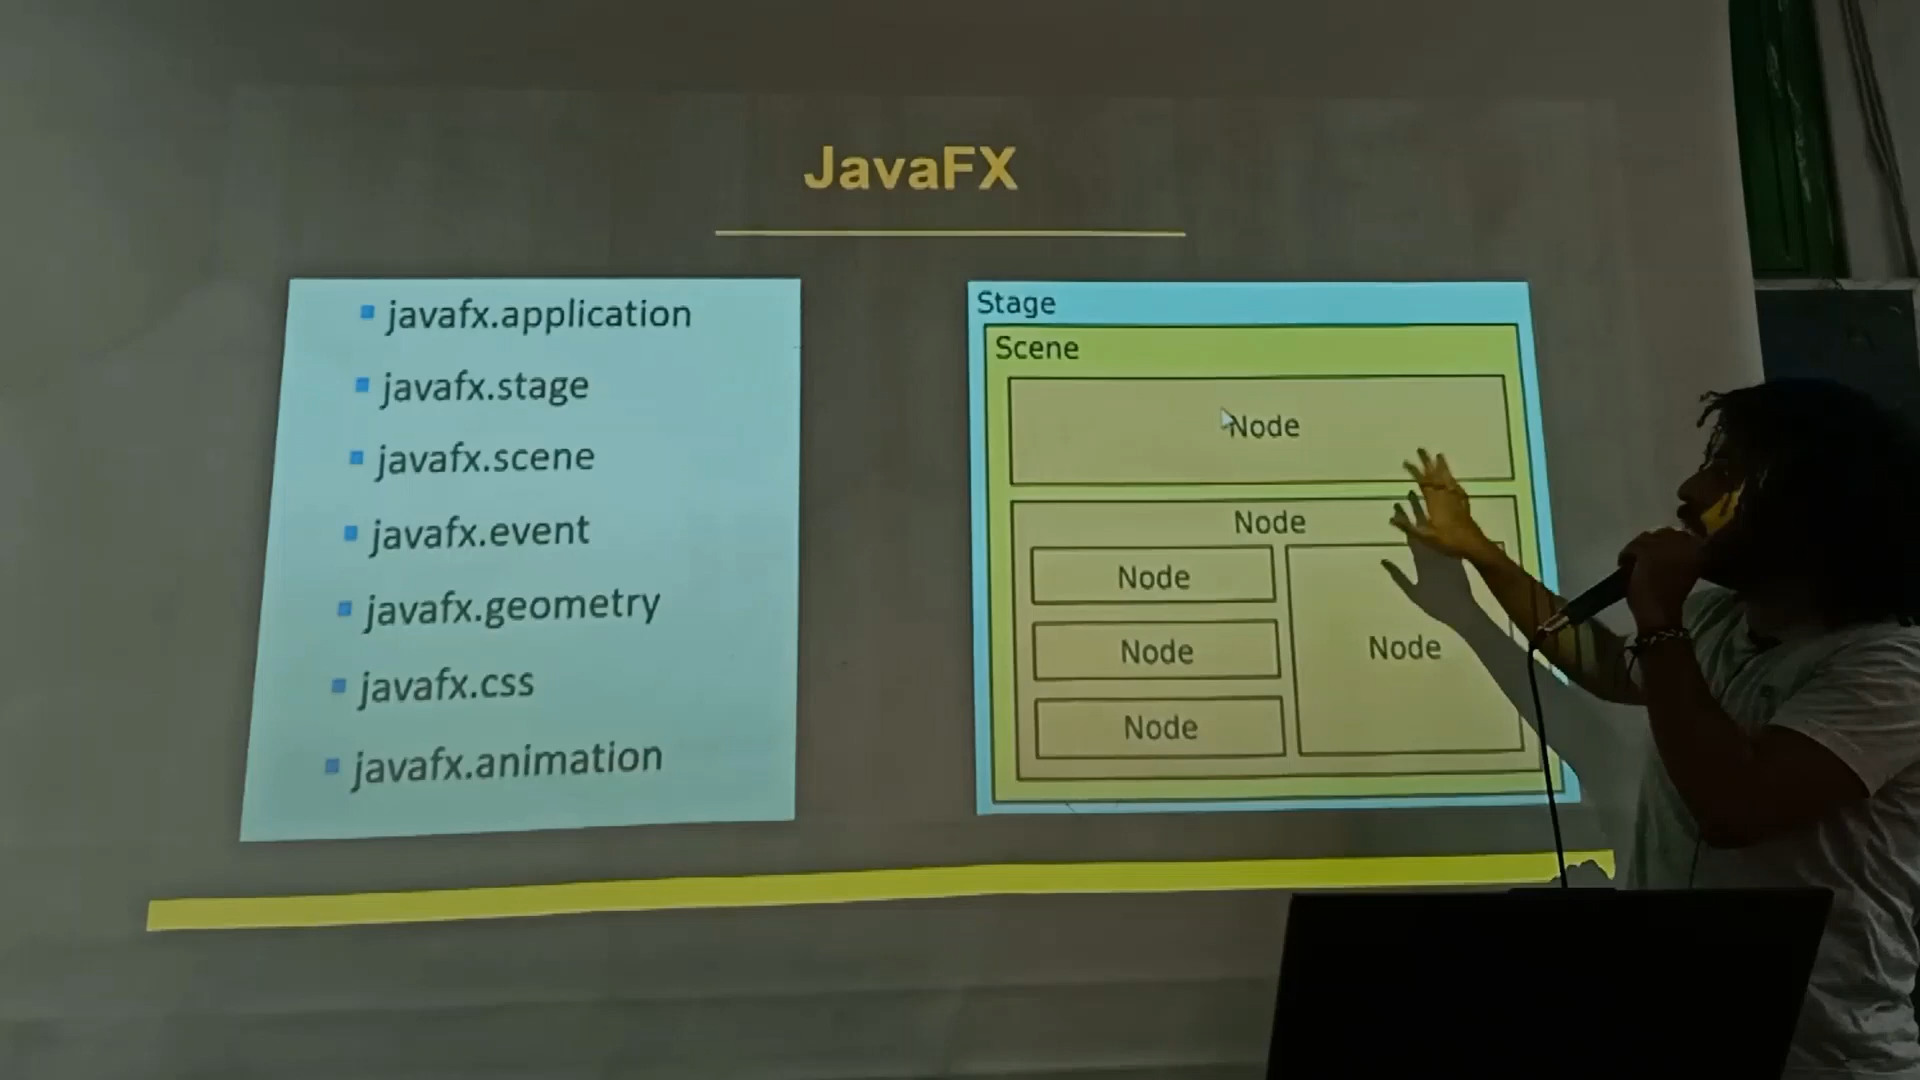 JavaFX
javafx.application
javafx.stage
javafx.scene
javafx.event
javafx.geometry
javafx.css
javafx.animation
Stage
Scene
Node
Node
Node
Node
Node
Node